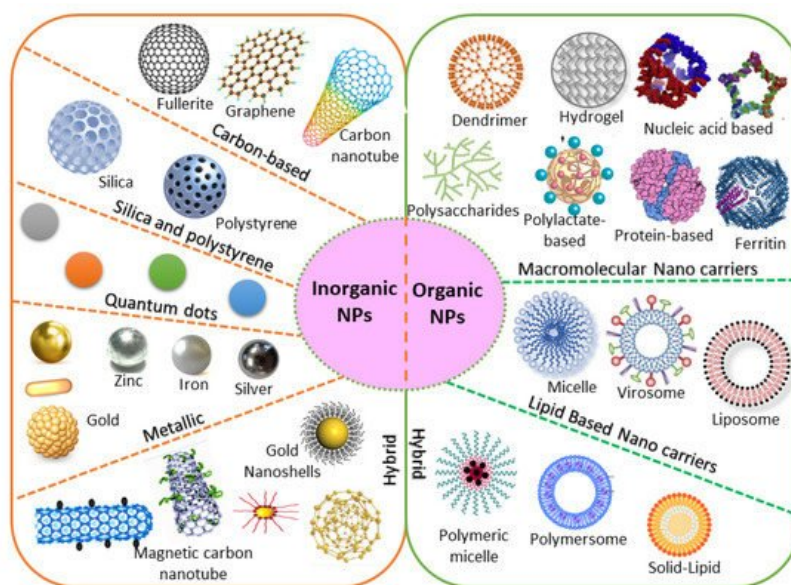 Fullerite
Graphene
Carbon
nanotube
Carbon-based
Silica
Polystyrene
Silica and polystyrene
Quantum dots
Zinc
Iron
Silver
Gold
Metallic
Gold
Nanoshells
Magnetic carbon
nanotube
Hybrid
Inorganic
NPs
Organic
NPs
Dendrimer
Hydrogel
Nucleic acid based
Polysaccharides
Polylactate-
based
Protein-based
Ferritin
Macromolecular Nano carriers
Micelle
Virosome
Liposome
Lipid Based Nano carriers
Hybrid
Polymeric
micelle
Polymersome
Solid-Lipid